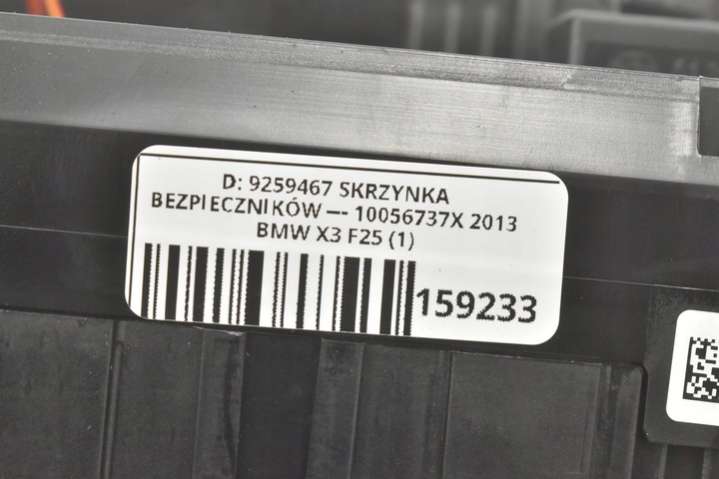 D: 9259467 SKRZYNKA
BEZPIECZNIKÓW --- 10056737X 2013
BMW X3 F25 (1)
159233